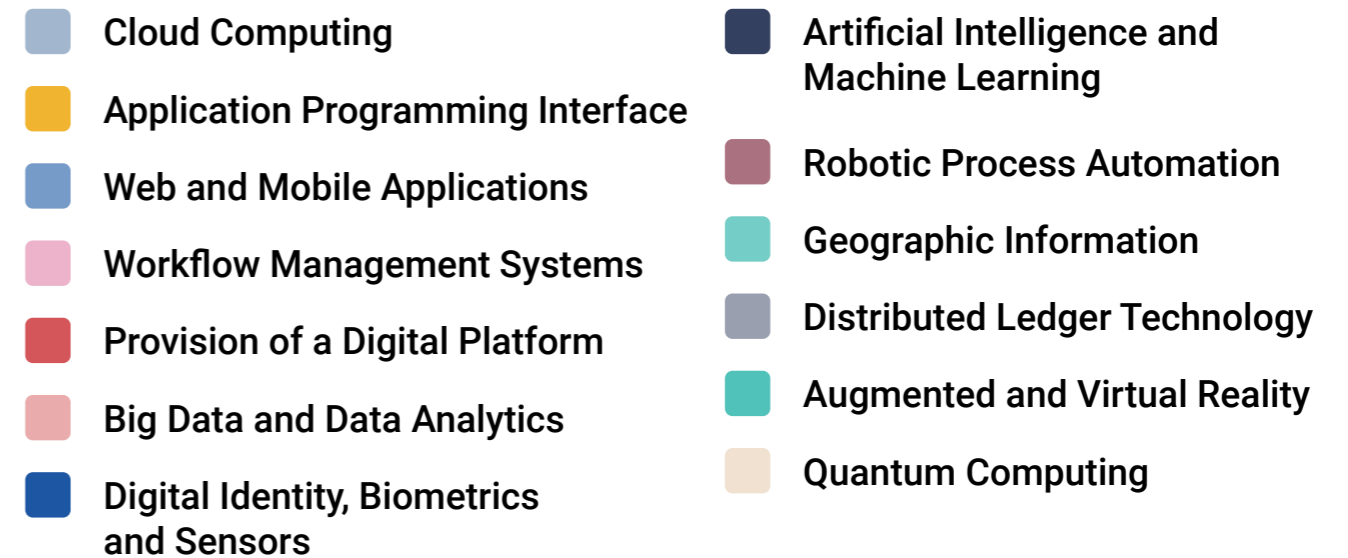 Cloud Computing
Application Programming Interface
Web and Mobile Applications
Workflow Management Systems
Provision of a Digital Platform
Big Data and Data Analytics
Digital Identity, Biometrics
and Sensors
Artificial Intelligence and
Machine Learning
Robotic Process Automation
Geographic Information
Distributed Ledger Technology
Augmented and Virtual Reality
Quantum Computing